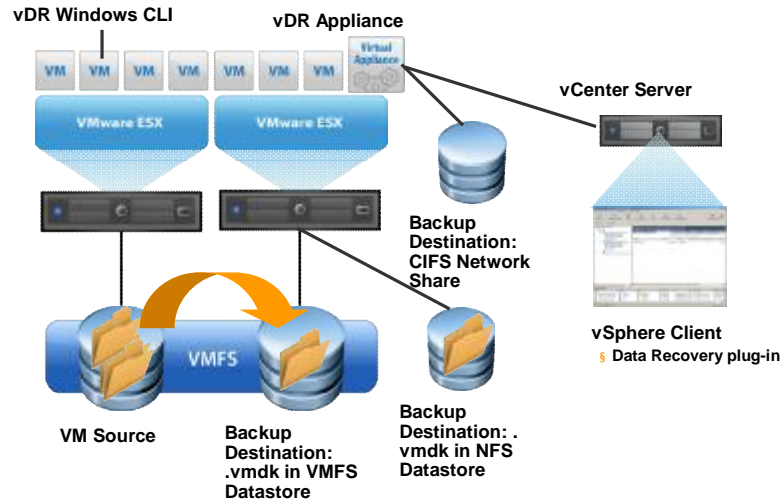 vDR Windows CLI
vDR Appliance
VM VM VM VM VM VM VM
Virtual
Appliance
vCenter Server
VMware ESX
VMware ESX
Backup
Destination:
CIFS Network
Share
VMFS
vSphere Client
§ Data Recovery plug-in
VM Source
Backup
Destination:
.vmdk in VMFS
Datastore
Backup
Destination: .
vmdk in NFS
Datastore